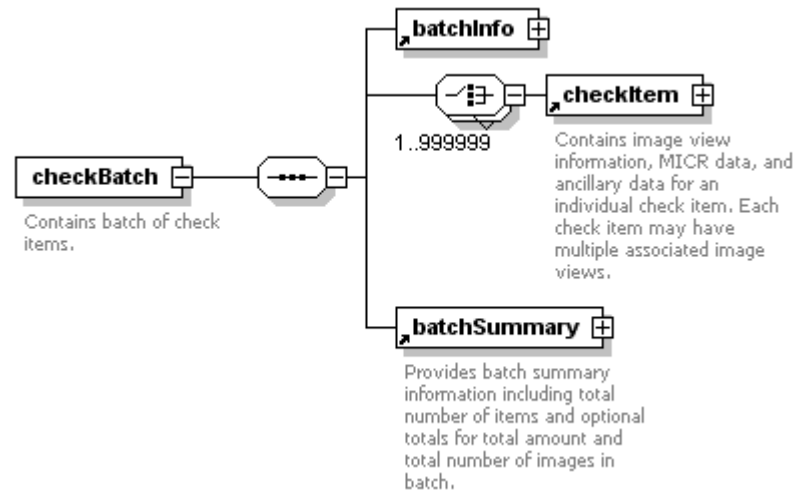 batchInfo
checkItem
1..999999
Contains image view
information, MICR data, and
ancillary data for an
individual check item. Each
check item may have
multiple associated image
views.
checkBatch
Contains batch of check
items.
batchSummary
Provides batch summary
information including total
number of items and optional
totals for total amount and
total number of images in
batch.